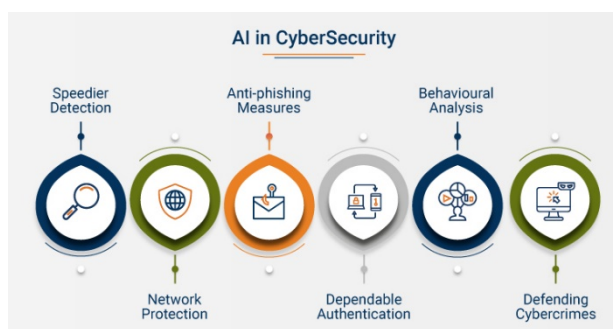 AI in CyberSecurity
Speedier
Detection
Anti-phishing
Measures
Behavioural
Analysis
Network
Protection
Dependable
Authentication
Defending
Cybercrimes